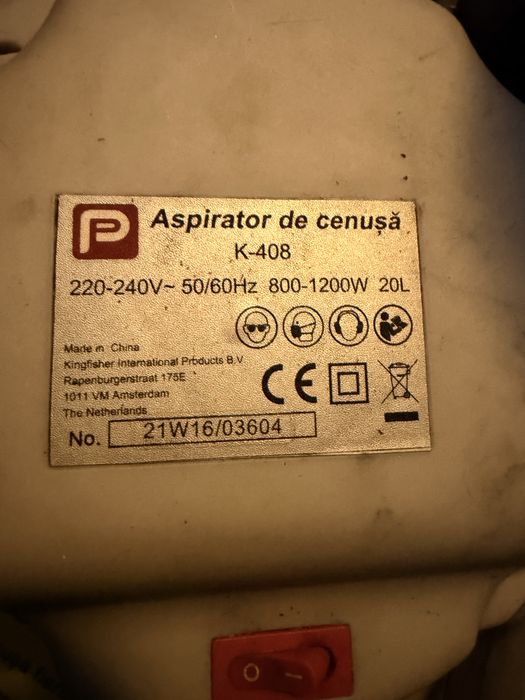 P Aspirator de cenușă
K-408
220-240V~ 50/60Hz 800-1200W 20L
Made in China
Kingfisher International Products B.V
Rapenburgerstraat 175E
1011 VM Amsterdam
The Netherlands
CE
No. 21W16/03604
O I